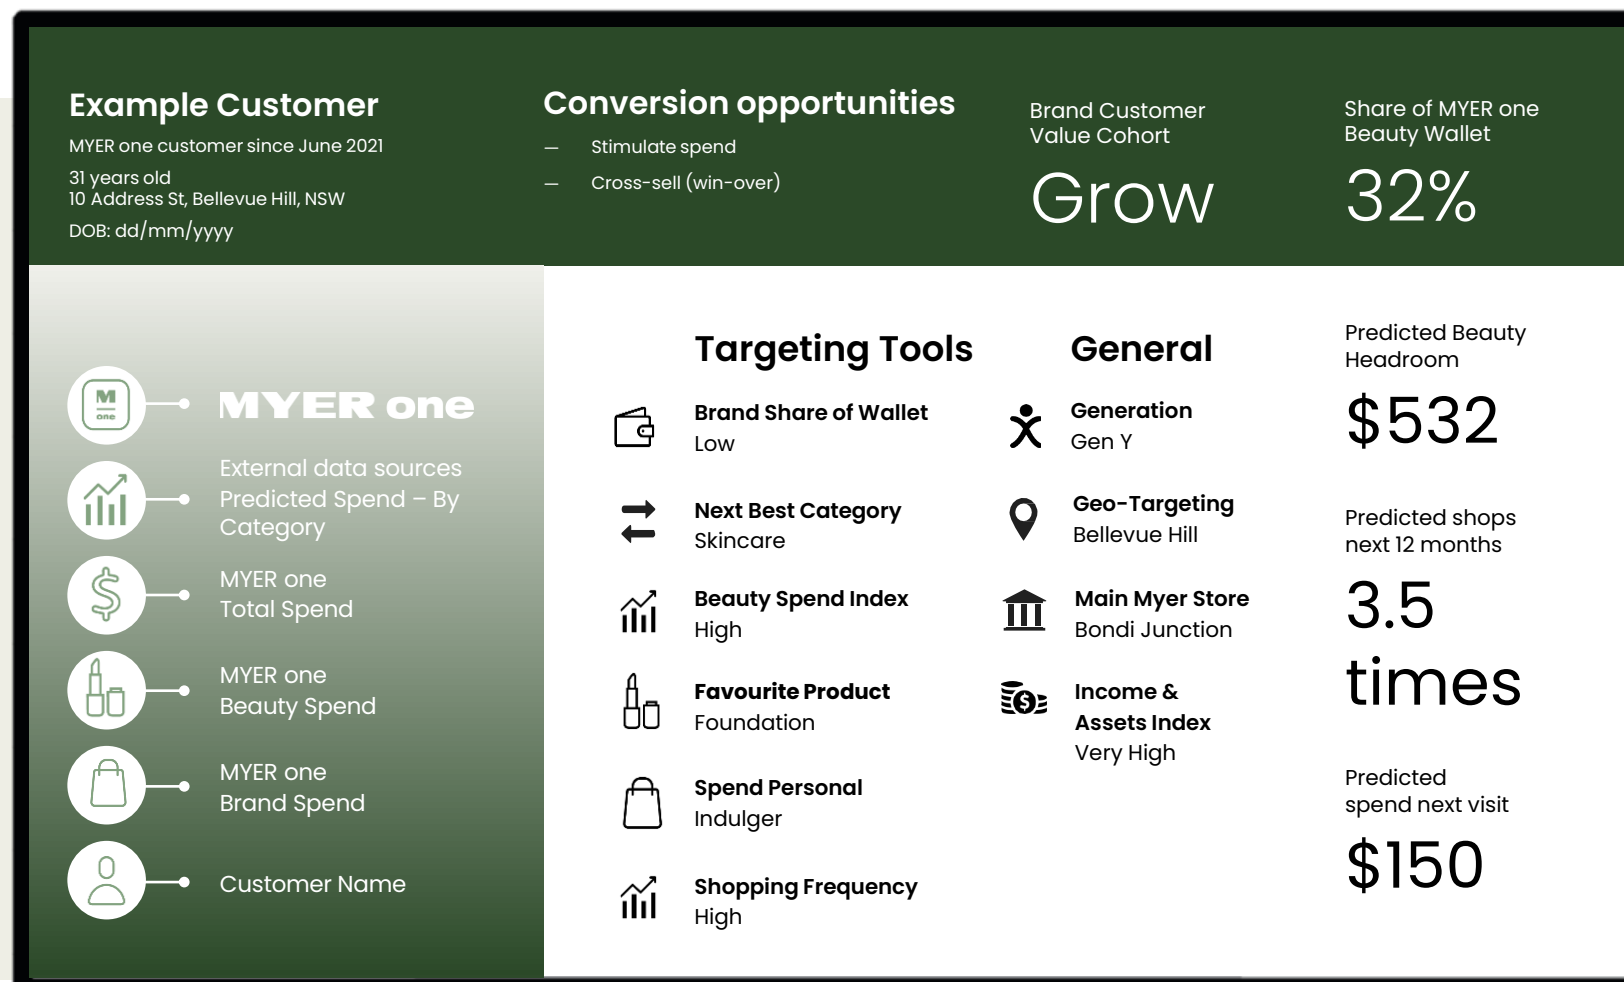 Example Customer
MYER one customer since June 2021
31 years old
10 Address St, Bellevue Hill, NSW
DOB: dd/mm/yyyy
Conversion opportunities
— Stimulate spend
— Cross-sell (win-over)
Brand Customer
Value Cohort
Grow
Share of MYER one
Beauty Wallet
32%
M
one
MYER one
External data sources
Predicted Spend – By
Category
$
MYER one
Total Spend
MYER one
Beauty Spend
MYER one
Brand Spend
Customer Name
Targeting Tools
Brand Share of Wallet
Low
Next Best Category
Skincare
Beauty Spend Index
High
Favourite Product
Foundation
Spend Personal
Indulger
Shopping Frequency
High
General
Generation
Gen Y
Geo-Targeting
Bellevue Hill
Main Myer Store
Bondi Junction
$
Income &
Assets Index
Very High
Predicted Beauty
Headroom
$532
Predicted shops
next 12 months
3.5
times
Predicted
spend next visit
$150